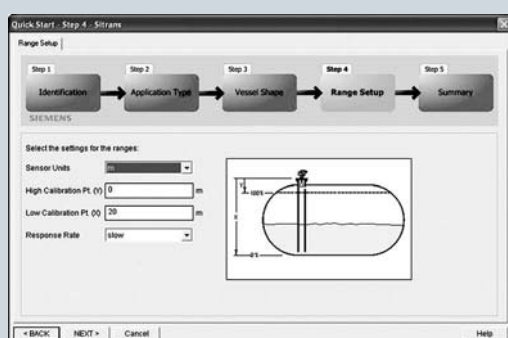 Quick Start - Step 4 - Sitrans
Range Setup
Step 1
Step 2
Step 3
Step 4
Step 5
Identification
Application Type
Vessel Shape
Range Setup
Summary
SIEMENS
Select the settings for the ranges:
Sensor Units
m
High Calibration Pt. (Y)
0
m
Low Calibration Pt. (X)
20
m
Response Rate
slow
Y
100%
X
0%
< BACK
NEXT >
Cancel
Help